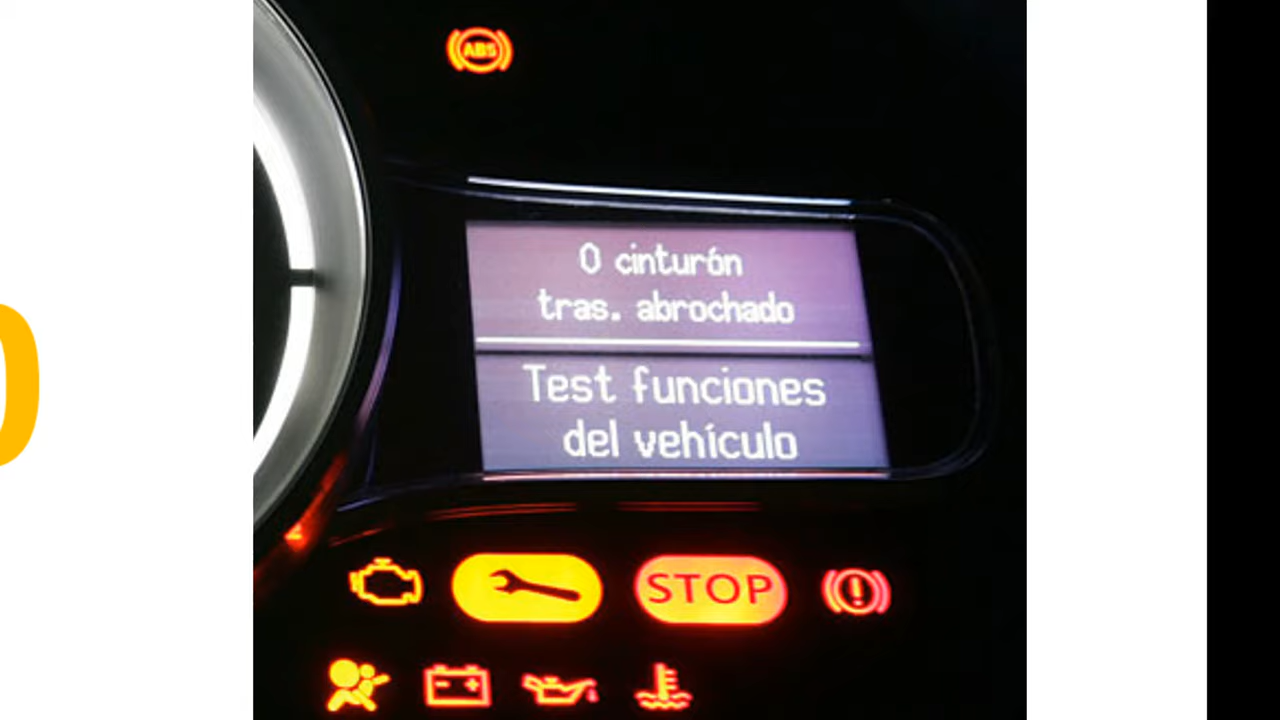 ABS
0 cinturón
tras. abrochado
Test funciones
del vehículo
STOP